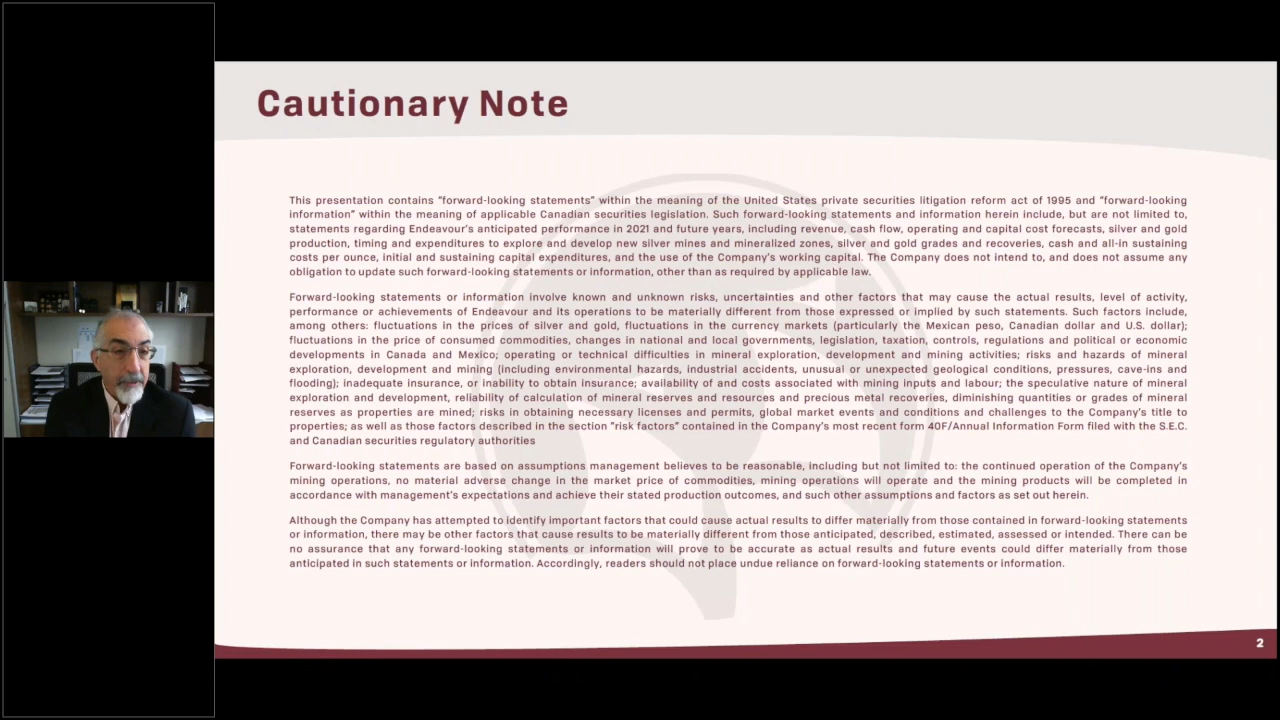 Cautionary Note
This presentation contains "forward-looking statements" within the meaning of the United States private securities litigation reform act of 1995 and "forward-looking
information" within the meaning of applicable Canadian securities legislation. Such forward-looking statements and information herein include, but are not limited to,
statements regarding Endeavour's anticipated performance in 2021 and future years, including revenue, cash flow, operating and capital cost forecasts, silver and gold
production, timing and expenditures to explore and develop new silver mines and mineralized zones, silver and gold grades and recoveries, cash and all-in sustaining
costs per ounce, initial and sustaining capital expenditures, and the use of the Company's working capital. The Company does not intend to, and does not assume any
obligation to update such forward-looking statements or information, other than as required by applicable law.
Forward-looking statements or information involve known and unknown risks, uncertainties and other factors that may cause the actual results, level of activity,
performance or achievements of Endeavour and its operations to be materially different from those expressed or implied by such statements. Such factors include,
among others: fluctuations in the prices of silver and gold, fluctuations in the currency markets (particularly the Mexican peso, Canadian dollar and U.S. dollar);
fluctuations in the price of consumed commodities, changes in national and local governments, legislation, taxation, controls, regulations and political or economic
developments in Canada and Mexico; operating or technical difficulties in mineral exploration, development and mining activities; risks and hazards of mineral
exploration, development and mining (including environmental hazards, industrial accidents, unusual or unexpected geological conditions, pressures, cave-ins and
flooding); inadequate insurance, or inability to obtain insurance; availability of and costs associated with mining inputs and labour; the speculative nature of mineral
exploration and development, reliability of calculation of mineral reserves and resources and precious metal recoveries, diminishing quantities or grades of mineral
reserves as properties are mined; risks in obtaining necessary licenses and permits, global market events and conditions and challenges to the Company's title to
properties; as well as those factors described in the section "risk factors" contained in the Company's most recent form 40F/Annual Information Form filed with the S.E.C.
and Canadian securities regulatory authorities
Forward-looking statements are based on assumptions management believes to be reasonable, including but not limited to: the continued operation of the Company's
mining operations, no material adverse change in the market price of commodities, mining operations will operate and the mining products will be completed in
accordance with management's expectations and achieve their stated production outcomes, and such other assumptions and factors as set out herein.
Although the Company has attempted to identify important factors that could cause actual results to differ materially from those contained in forward-looking statements
or information, there may be other factors that cause results to be materially different from those anticipated, described, estimated, assessed or intended. There can be
no assurance that any forward-looking statements or information will prove to be accurate as actual results and future events could differ materially from those
anticipated in such statements or information. Accordingly, readers should not place undue reliance on forward-looking statements or information.
2